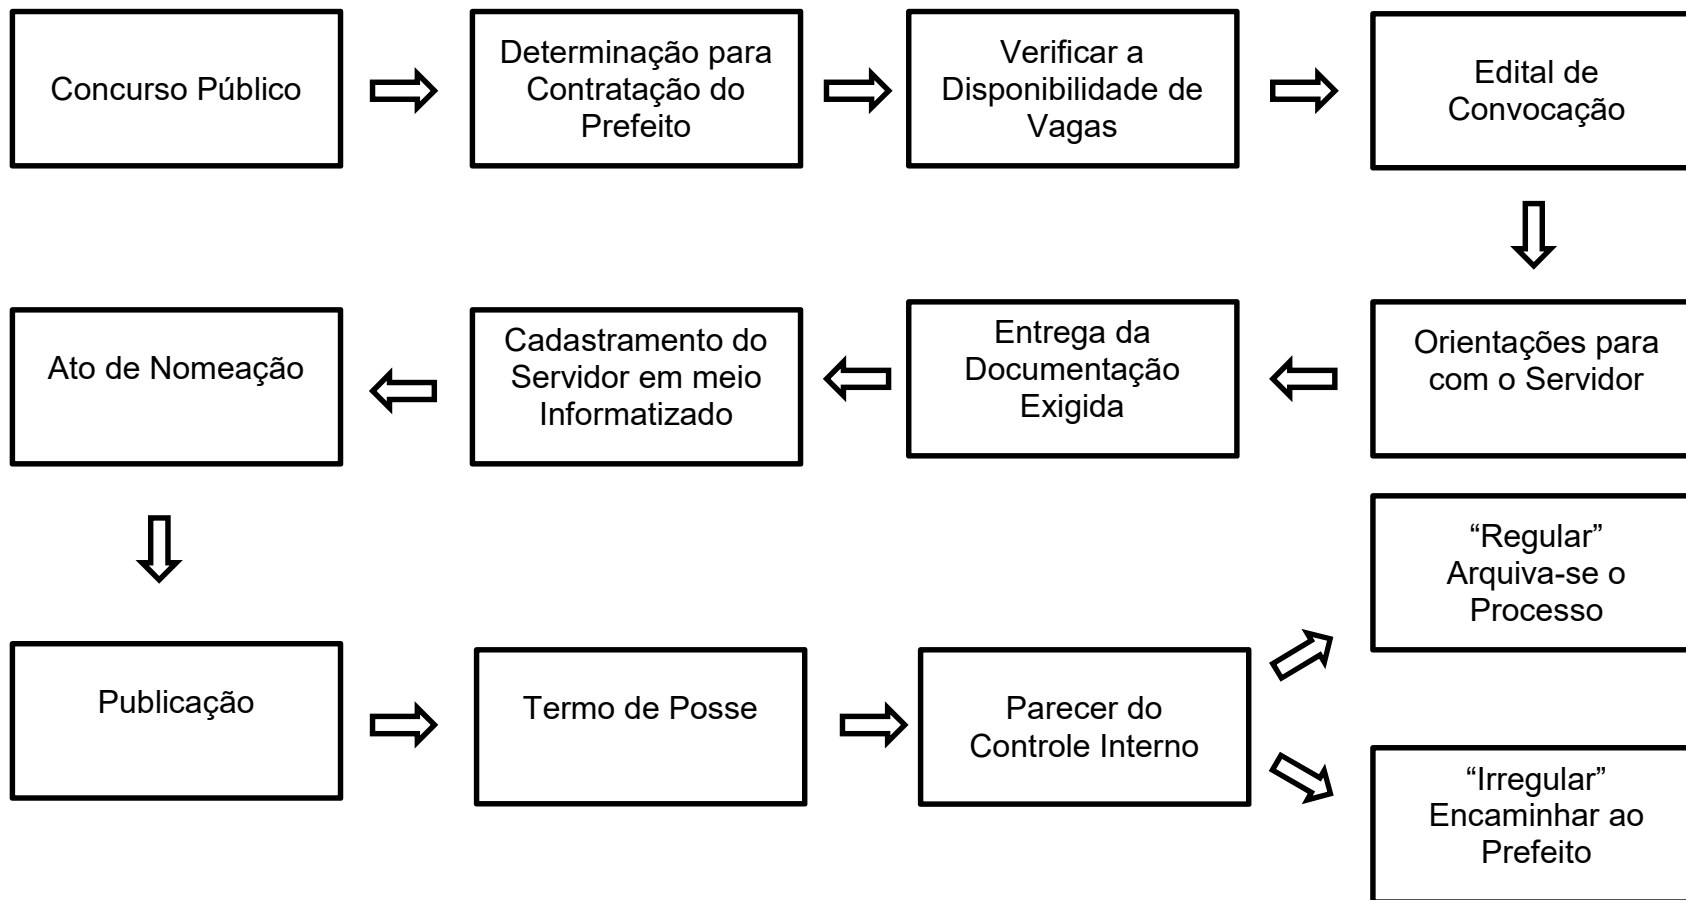 Concurso Público
Determinação para
Contratação do
Prefeito
Verificar a
Disponibilidade de
Vagas
Edital de
Convocação
Orientações para
com o Servidor
Entrega da
Documentação
Exigida
Cadastramento do
Servidor em meio
Informatizado
Ato de Nomeação
Publicação
Termo de Posse
Parecer do
Controle Interno
“Regular”
Arquiva-se o
Processo
“Irregular”
Encaminhar ao
Prefeito